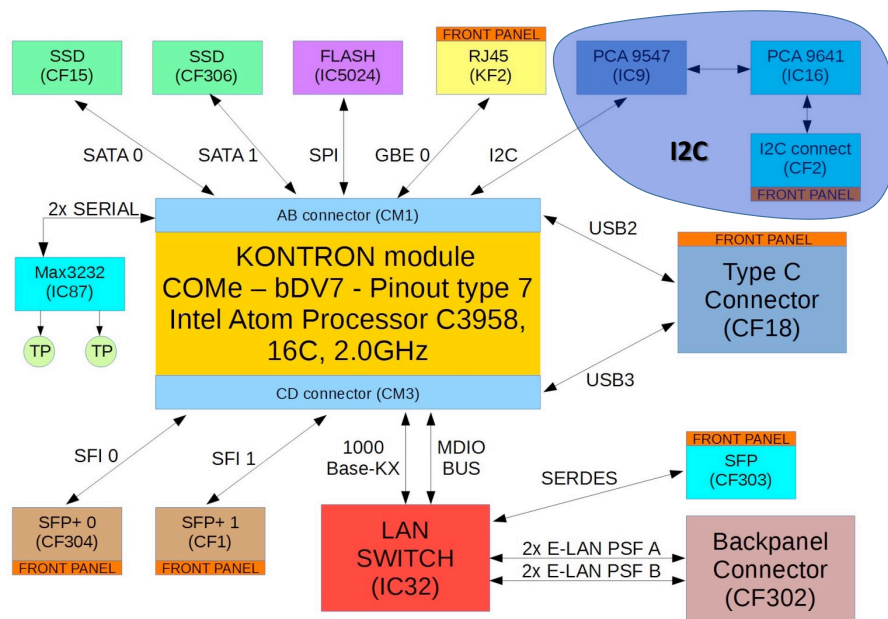 FRONT PANEL
SSD
(CF15)
SSD
(CF306)
FLASH
(IC5024)
RJ45
(KF2)
PCA 9547
(IC9)
PCA 9641
(IC16)
I2C connect
(CF2)
FRONT PANEL
I2C
SATA 0
SATA 1
SPI
GBE 0
I2C
2x SERIAL
AB connector (CM1)
USB2
Max3232
(IC87)
TP
TP
KONTRON module
COMe – bDV7 - Pinout type 7
Intel Atom Processor C3958,
16C, 2.0GHz
FRONT PANEL
Type C
Connector
(CF18)
CD connector (CM3)
USB3
SFI 0
SFI 1
1000
Base-KX
MDIO
BUS
SERDES
FRONT PANEL
SFP
(CF303)
SFP+ 0
(CF304)
FRONT PANEL
SFP+ 1
(CF1)
FRONT PANEL
LAN
SWITCH
(IC32)
2x E-LAN PSF A
2x E-LAN PSF B
Backpanel
Connector
(CF302)